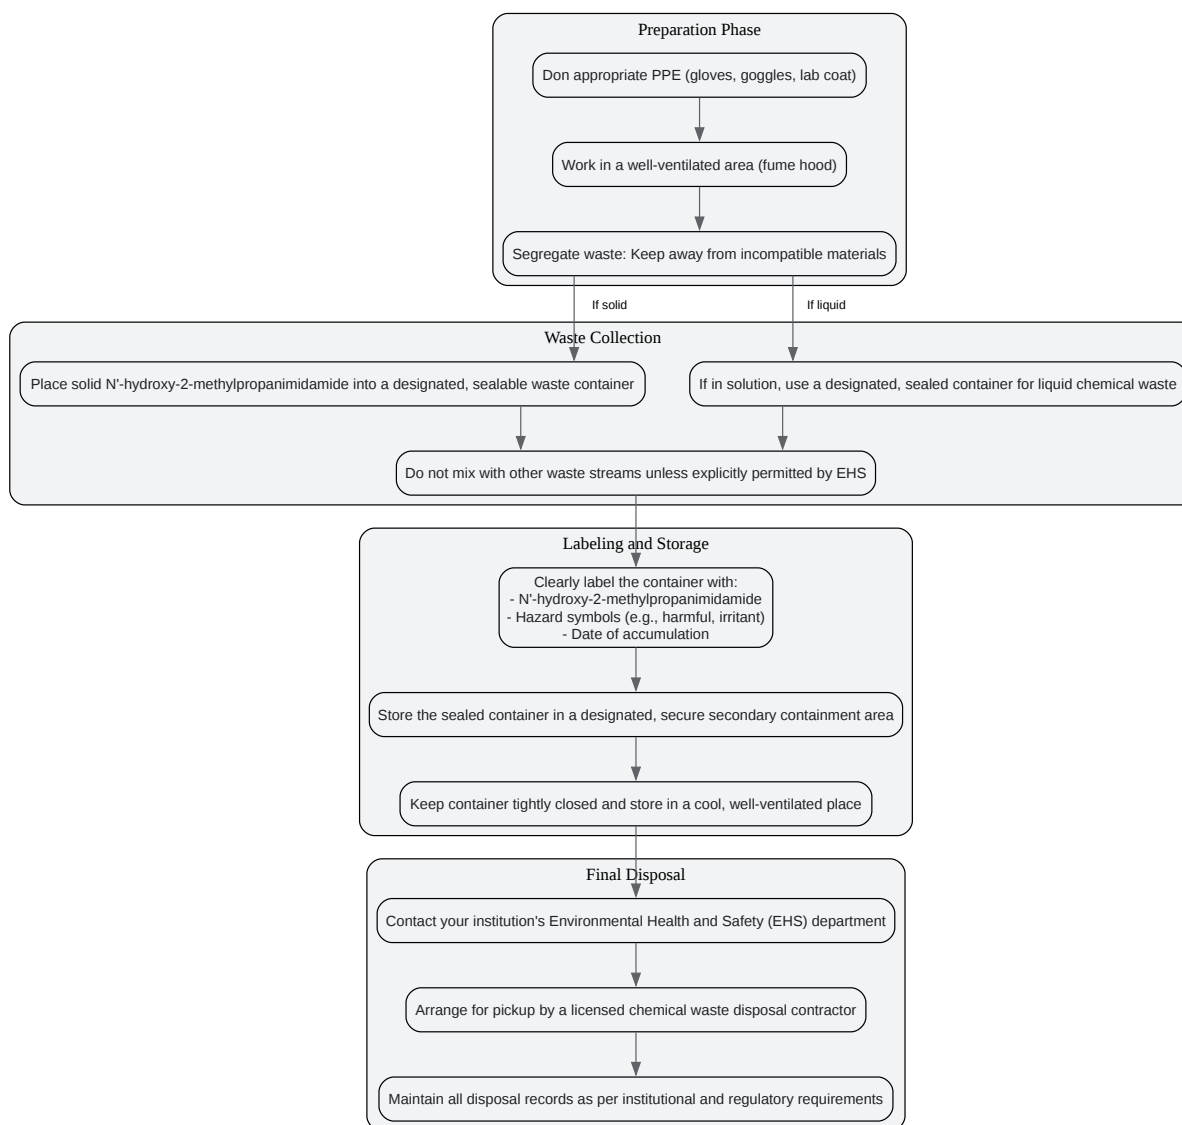 Preparation Phase
Don appropriate PPE (gloves, goggles, lab coat)
Work in a well-ventilated area (fume hood)
Segregate waste: Keep away from incompatible materials
If solid
If liquid
Waste Collection
Place solid N'-hydroxy-2-methylpropanimidamide into a designated, sealable waste container
If in solution, use a designated, sealed container for liquid chemical waste
Do not mix with other waste streams unless explicitly permitted by EHS
Labeling and Storage
Clearly label the container with:
- N'-hydroxy-2-methylpropanimidamide
- Hazard symbols (e.g., harmful, irritant)
- Date of accumulation
Store the sealed container in a designated, secure secondary containment area
Keep container tightly closed and store in a cool, well-ventilated place
Final Disposal
Contact your institution's Environmental Health and Safety (EHS) department
Arrange for pickup by a licensed chemical waste disposal contractor
Maintain all disposal records as per institutional and regulatory requirements